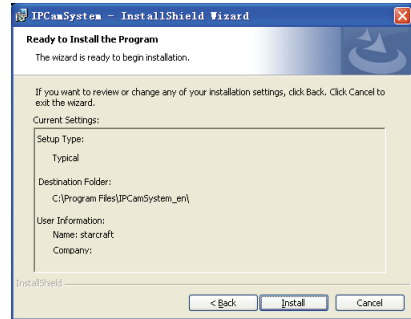 IPCamSystem - InstallShield Wizard
Ready to Install the Program
The wizard is ready to begin installation.
If you want to review or change any of your installation settings, click Back. Click Cancel to
exit the wizard.
Current Settings:
Setup Type:
Typical
Destination Folder:
C:\Program Files\IPCamSystem_en\
User Information:
Name: starcraft
Company:
InstallShield
< Back Install Cancel